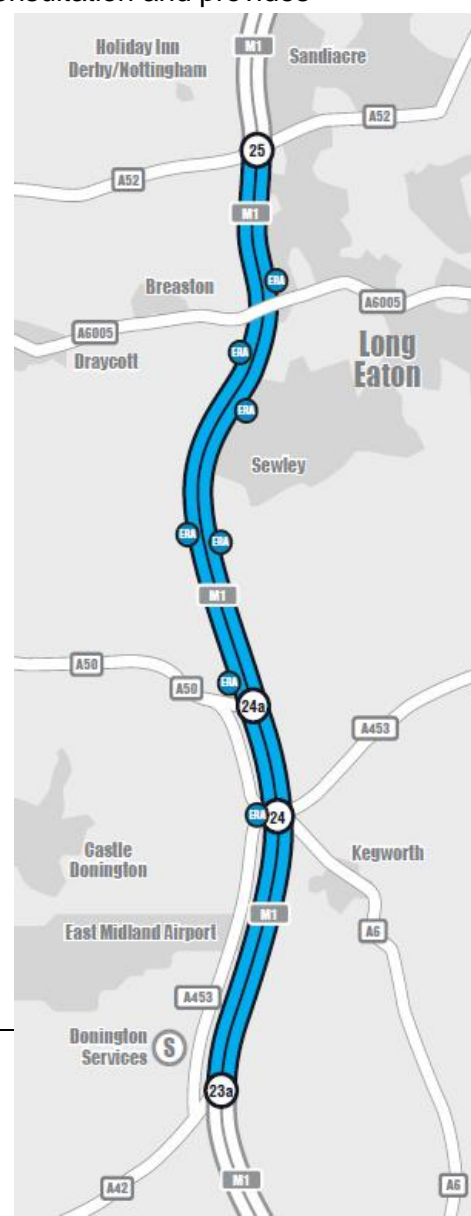 onsultation and provides
Holiday Inn
Derby/Nottingham
M1
Sandiacre
A52
25
A52
M1
ERA
Breaston
A6005
A6005
Draycott
ERA
Long
Eaton
ERA
Sewley
ERA
ERA
M1
A50
A50
ERA
24a
A453
ERA
24
Castle
Donington
Kegworth
M1
A6
East Midland Airport
A453
Donington
Services
S
23a
A42
M1
A6